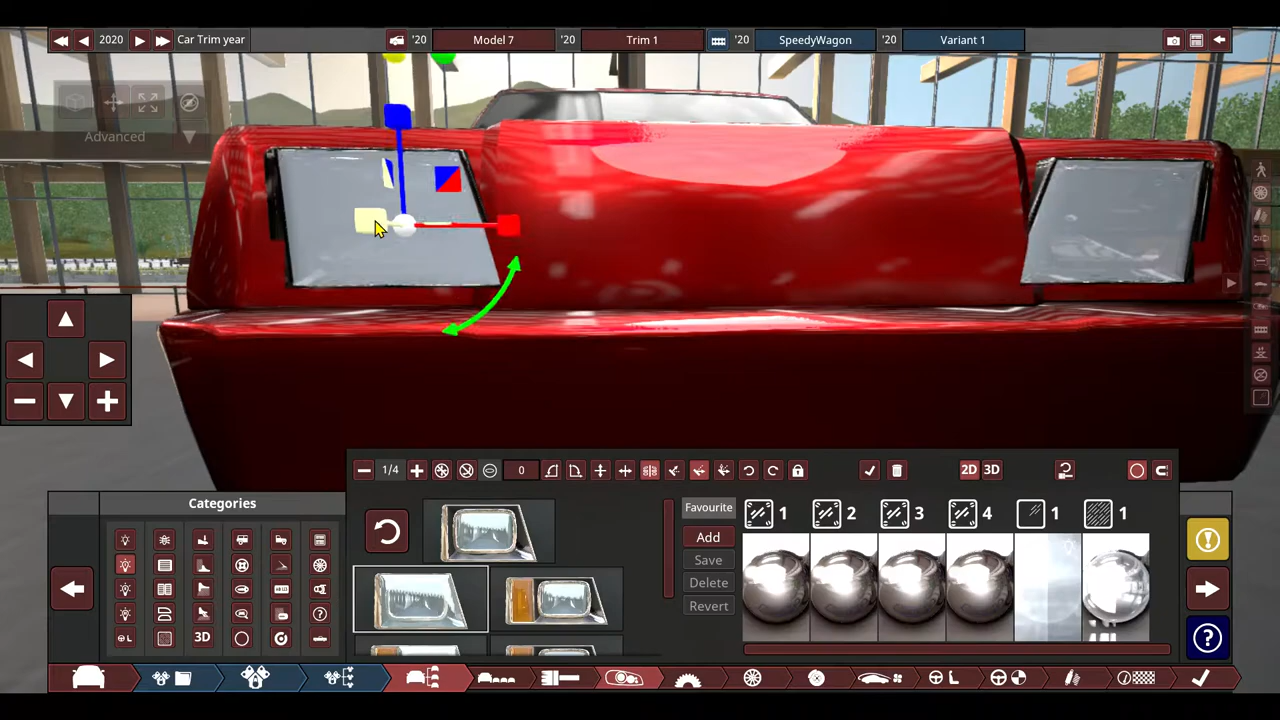 2020 Car Trim year '20 Model 7 '20 Trim 1 '20 SpeedyWagon '20 Variant 1
Advanced
1/4 0 2D 3D
Categories
Favourite 1 2 3 4 1 1
Add
Save
Delete
Revert
L 3D
L